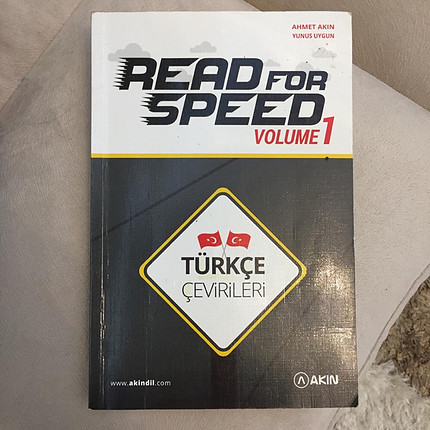 AHMET AKIN
YUNUS UYGUN
READ FOR
SPEED
VOLUME 1
TÜRKÇE
ÇEVİRİLERİ
www.akindil.com
AKIN